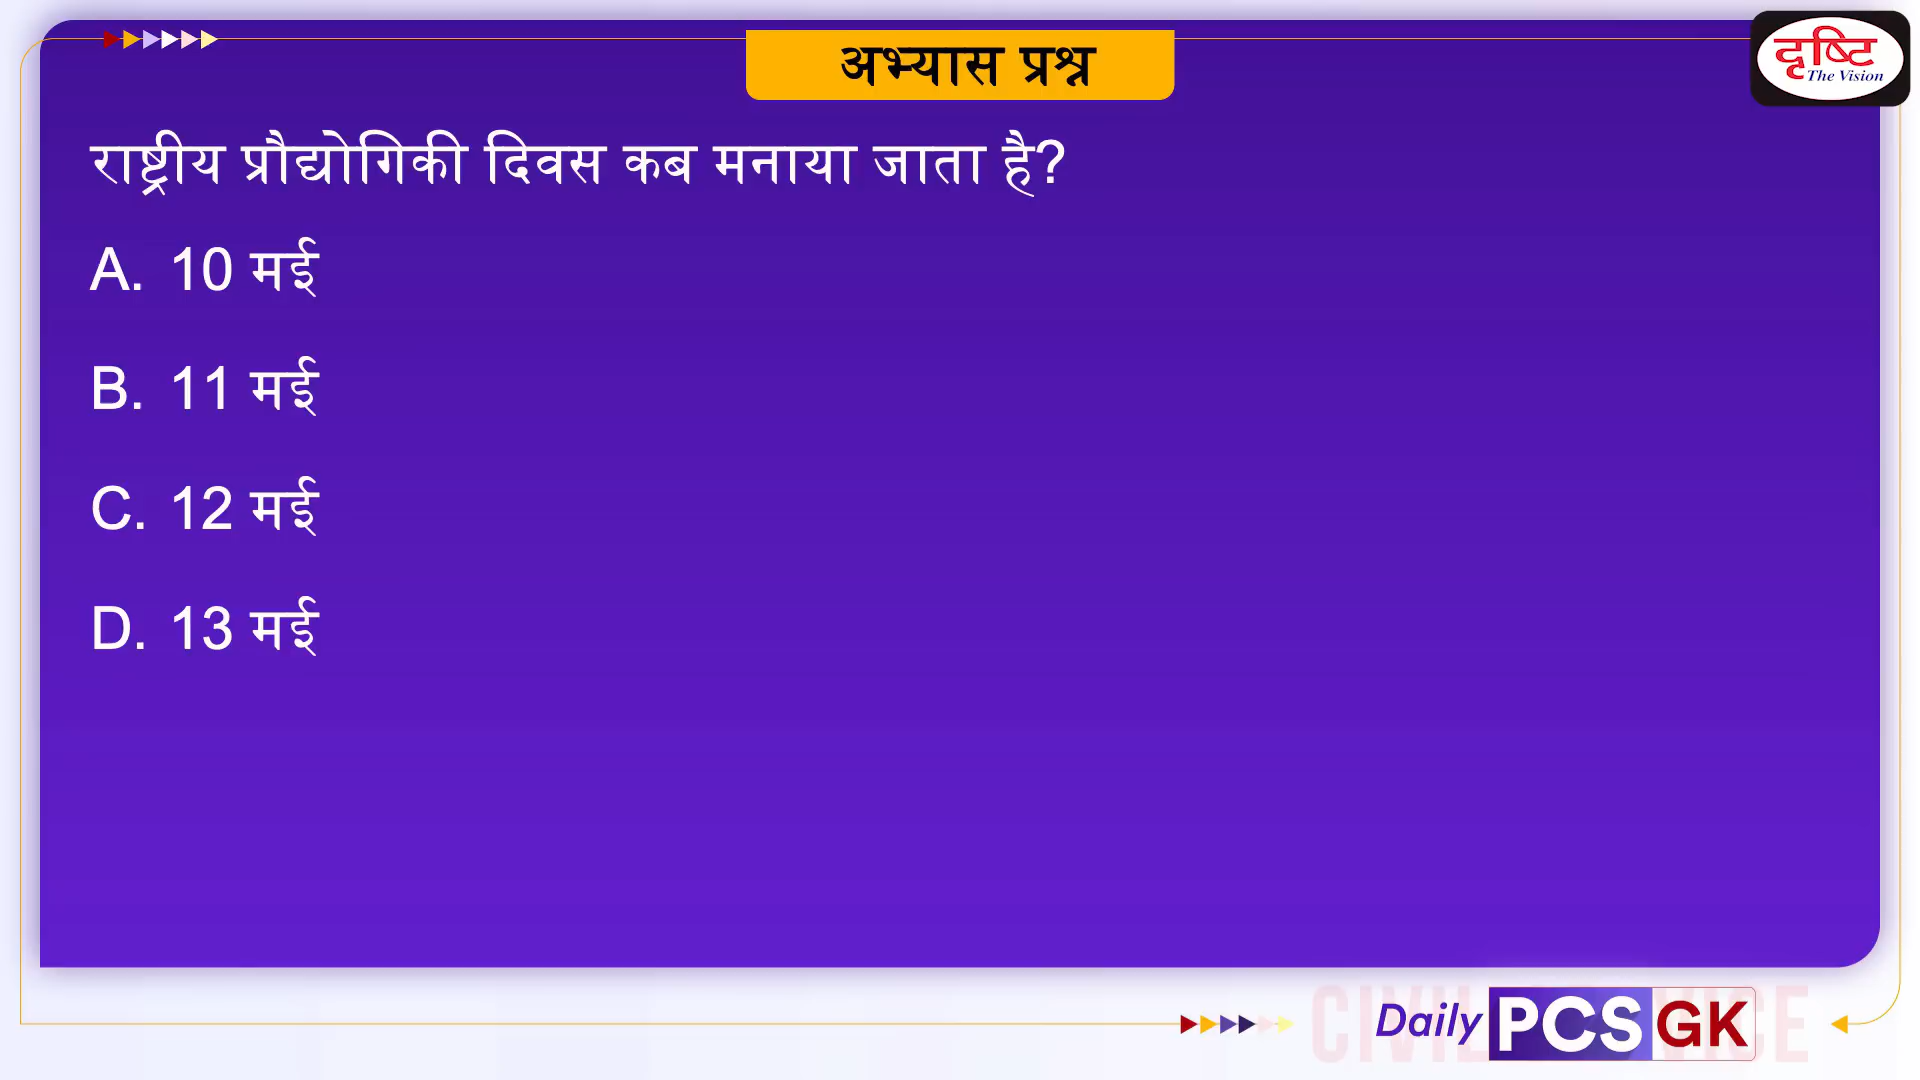 अभ्यास प्रश्न
दृष्टि
The Vision
राष्ट्रीय प्रौद्योगिकी दिवस कब मनाया जाता है?
A. 10 मई
B. 11 मई
C. 12 मई
D. 13 मई
Daily PCS GK